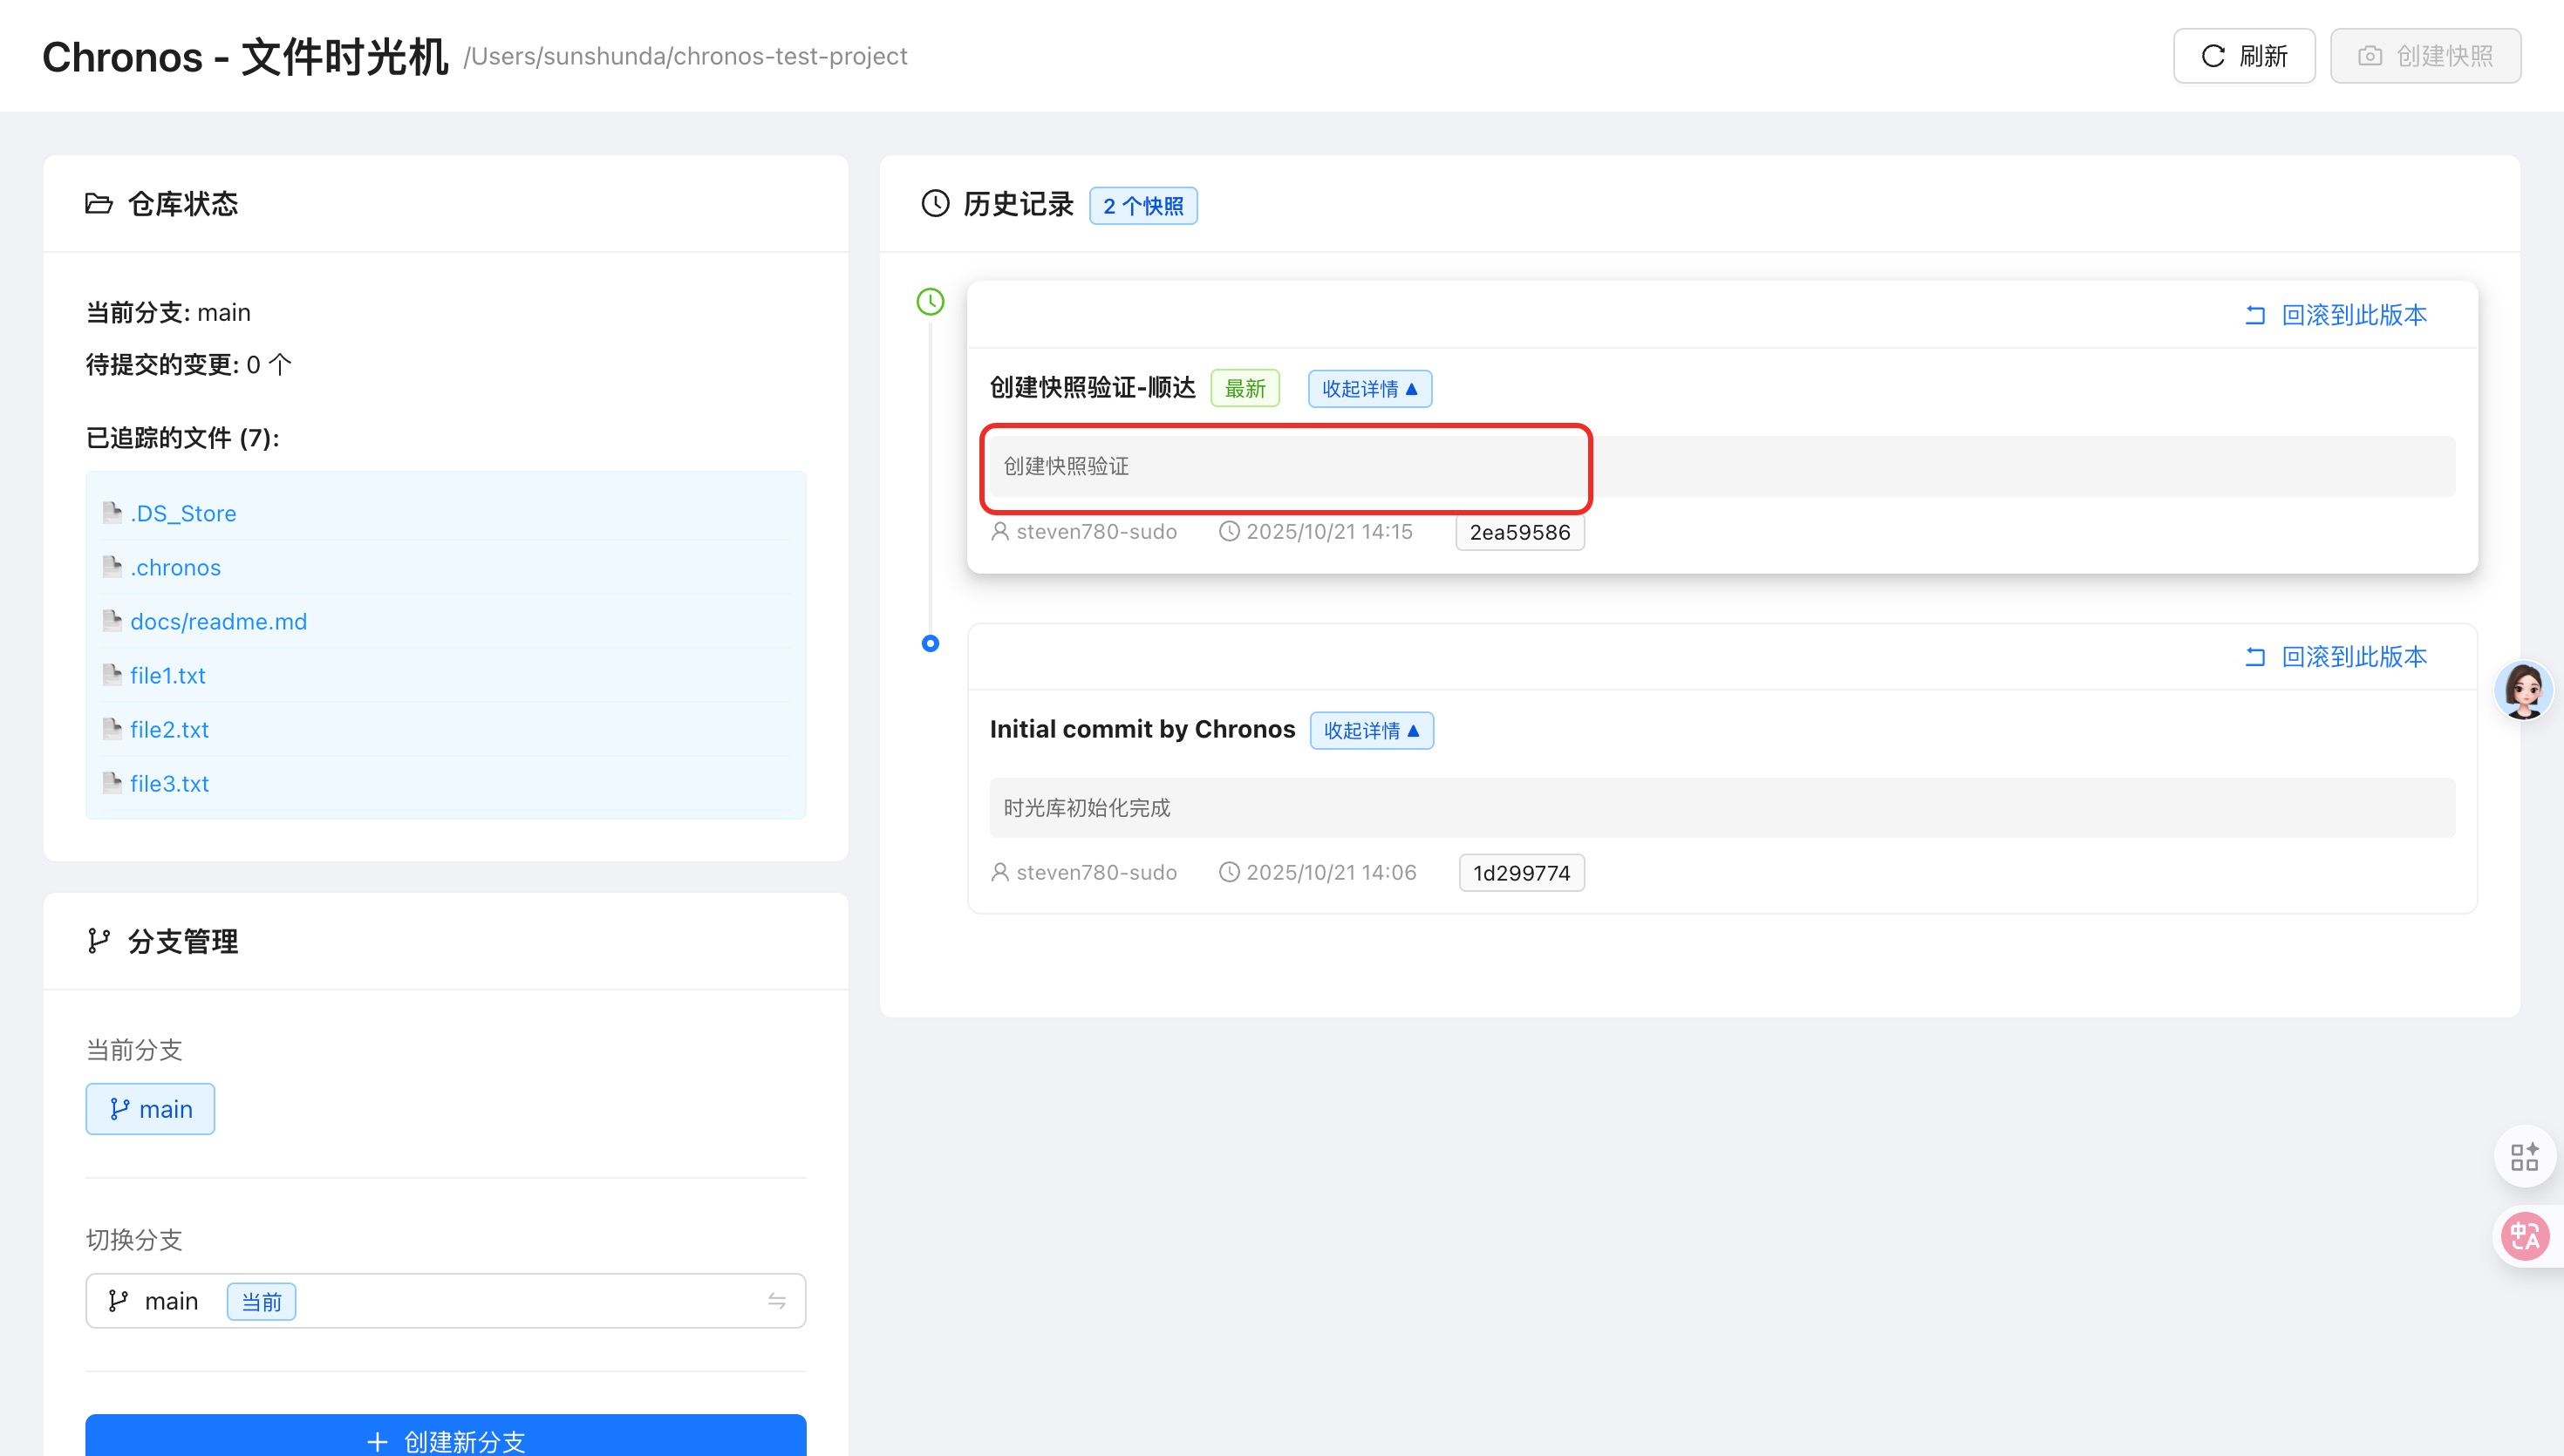 Chronos - 文件时光机 /Users/sunshunda/chronos-test-project
刷新
创建快照
仓库状态
当前分支: main
待提交的变更: 0 个
已追踪的文件 (7):
.DS_Store
.chronos
docs/readme.md
file1.txt
file2.txt
file3.txt
分支管理
当前分支
main
切换分支
main 当前
+ 创建新分支
历史记录 2 个快照
回滚到此版本
创建快照验证-顺达 最新 收起详情 ▲
创建快照验证
steven780-sudo 2025/10/21 14:15 2ea59586
回滚到此版本
Initial commit by Chronos 收起详情 ▲
时光库初始化完成
steven780-sudo 2025/10/21 14:06 1d299774
中 A